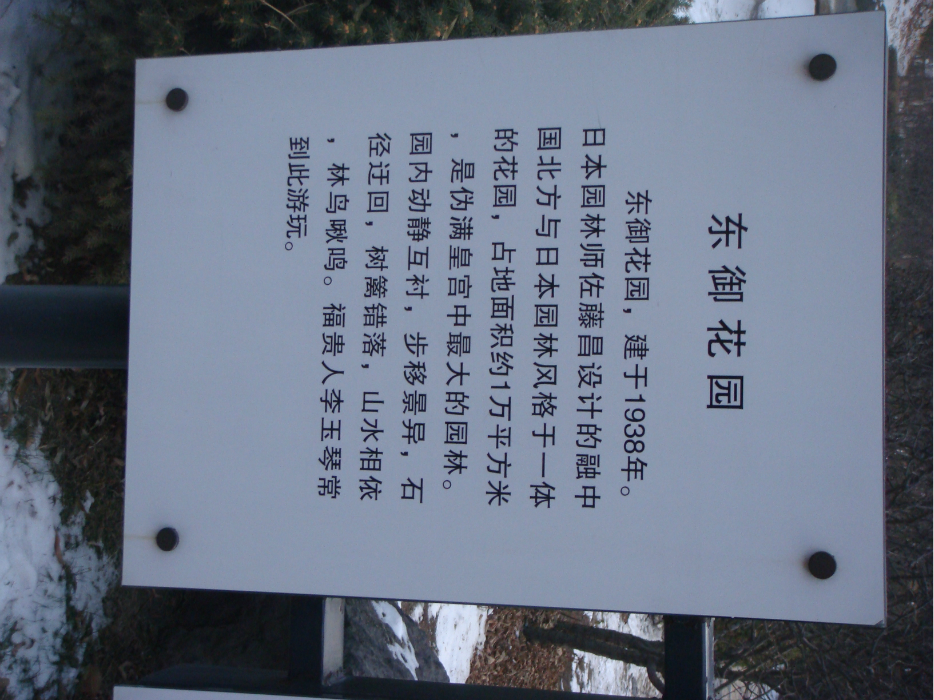 东御花园
东御花园，建于1938年。
日本园林师佐藤昌设计的融中
国北方与日本园林风格于一体
的花园，占地面积约1万平方米
，是伪满皇宫中最大的园林。
园内动静互衬，步移景异，石
径迂回，树篱错落，山水相依
，林鸟啾鸣。福贵人李玉琴常
到此游玩。